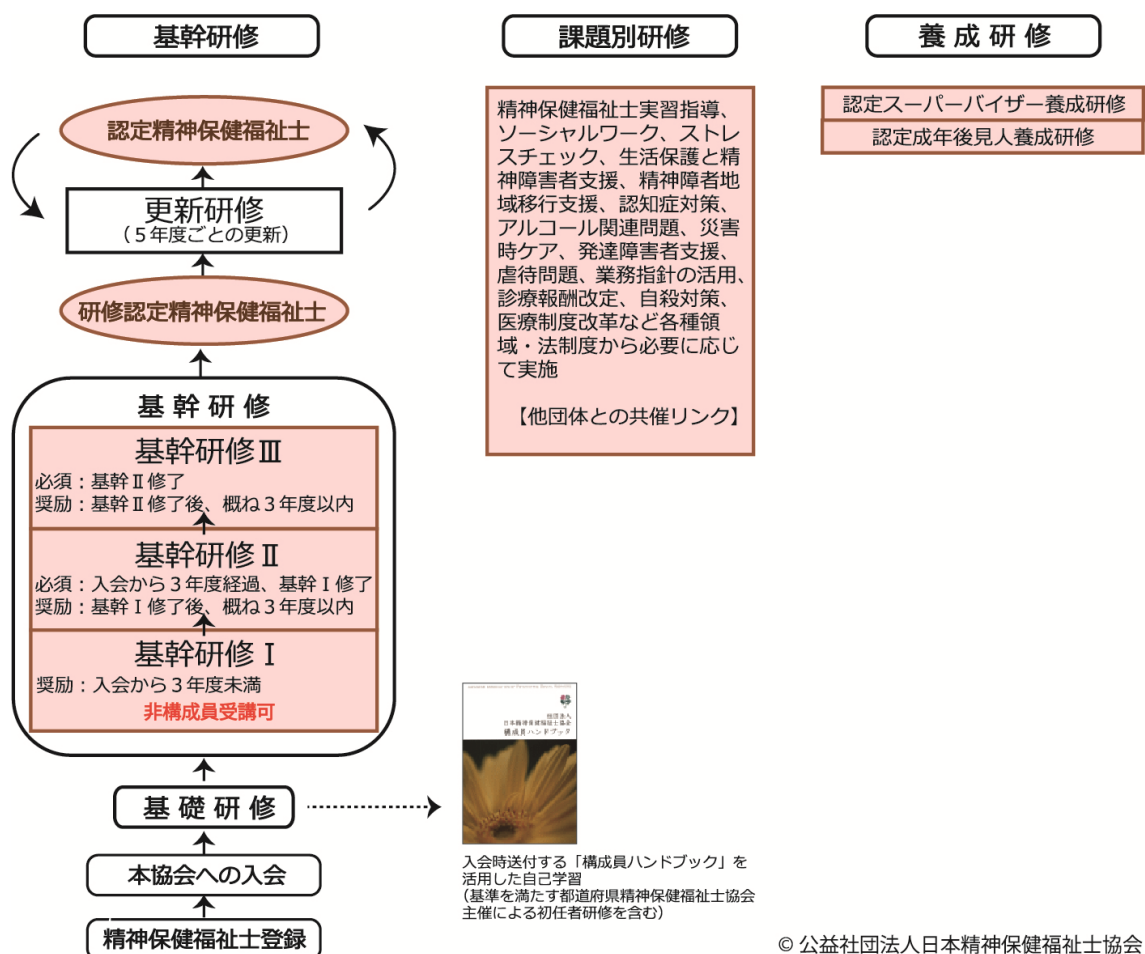 基幹研修
認定精神保健福祉士
更新研修
（５年度ごとの更新）
研修認定精神保健福祉士
基 幹 研 修
基幹研修Ⅲ
必須：基幹Ⅱ修了
奨励：基幹Ⅱ修了後、概ね３年度以内
基幹研修Ⅱ
必須：入会から３年度経過、基幹Ⅰ修了
奨励：基幹Ⅰ修了後、概ね３年度以内
基幹研修Ⅰ
奨励：入会から３年度未満
非構成員受講可
基 礎 研 修
本協会への入会
精神保健福祉士登録
課題別研修
精神保健福祉士実習指導、
ソーシャルワーク、ストレ
スチェック、生活保護と精
神障害者支援、精神障者地
域移行支援、認知症対策、
アルコール関連問題、災害
時ケア、発達障害者支援、
虐待問題、業務指針の活用、
診療報酬改定、自殺対策、
医療制度改革など各種領
域・法制度から必要に応じ
て実施
【他団体との共催リンク】
社団法人
日本精神保健福祉士協会
構成員ハンドブック
入会時送付する「構成員ハンドブック」を
活用した自己学習
（基準を満たす都道府県精神保健福祉士協会
主催による初任者研修を含む）
養 成 研 修
認定スーパーバイザー養成研修
認定成年後見人養成研修
© 公益社団法人日本精神保健福祉士協会